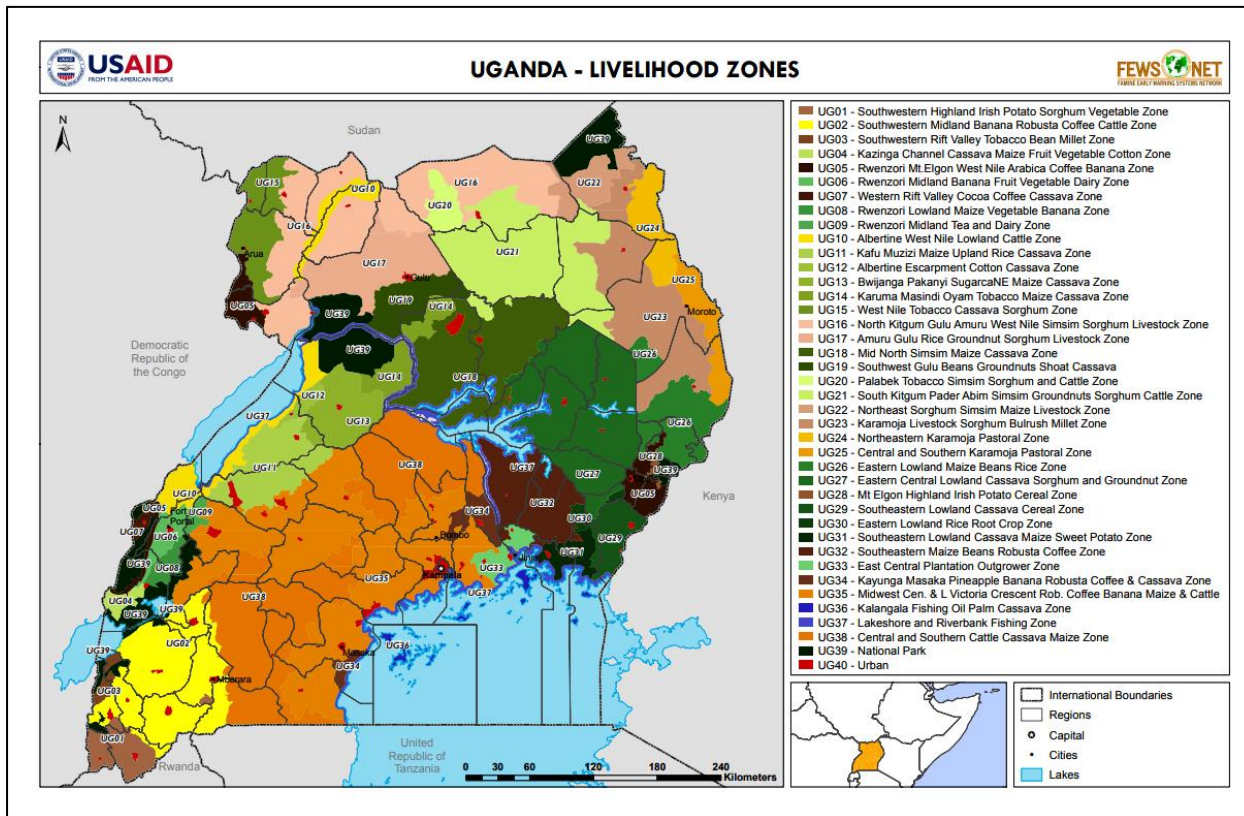 USAID
FROM THE AMERICAN PEOPLE
UGANDA - LIVELIHOOD ZONES
FEWS NET
FAMINE EARLY WARNING SYSTEMS NETWORK
N
Sudan
UG39
UG15
UG10
UG16
UG22
UG20
UG16
UG24
Arua
UG21
UG17
UG25
Gulu
UG05
UG19
UG14
Moroto
UG39
UG23
Democratic
Republic of
the Congo
UG39
UG26
UG14
UG18
UG12
UG37
UG13
UG26
UG11
UG38
UG37
UG27
UG28
UG39
UG10
UG05
Kenya
UG05
UG09
Fort
Portal
UG32
UG34
UG07
UG06
UG30
Bombo
UG29
UG39
UG08
UG31
Jinj
UG33
Kampala
UG35
UG37
UG04
UG38
UG39
UG39
UG02
UG36
UG39
Masaka
UG34
Mbarara
UG03
UG01
Rwanda
United
Republic of
Tanzania
0 30 60 120 180 240
Kilometers
UG01 - Southwestern Highland Irish Potato Sorghum Vegetable Zone
UG02 - Southwestern Midland Banana Robusta Coffee Cattle Zone
UG03 - Southwestern Rift Valley Tobacco Bean Millet Zone
UG04 - Kazinga Channel Cassava Maize Fruit Vegetable Cotton Zone
UG05 - Rwenzori Mt.Elgon West Nile Arabica Coffee Banana Zone
UG06 - Rwenzori Midland Banana Fruit Vegetable Dairy Zone
UG07 - Western Rift Valley Cocoa Coffee Cassava Zone
UG08 - Rwenzori Lowland Maize Vegetable Banana Zone
UG09 - Rwenzori Midland Tea and Dairy Zone
UG10 - Albertine West Nile Lowland Cattle Zone
UG11 - Kafu Muzizi Maize Upland Rice Cassava Zone
UG12 - Albertine Escarpment Cotton Cassava Zone
UG13 - Bwijanga Pakanyi SugarcaNE Maize Cassava Zone
UG14 - Karuma Masindi Oyam Tobacco Maize Cassava Zone
UG15 - West Nile Tobacco Cassava Sorghum Zone
UG16 - North Kitgum Gulu Amuru West Nile Simsim Sorghum Livestock Zone
UG17 - Amuru Gulu Rice Groundnut Sorghum Livestock Zone
UG18 - Mid North Simsim Maize Cassava Zone
UG19 - Southwest Gulu Beans Groundnuts Shoat Cassava
UG20 - Palabek Tobacco Simsim Sorghum and Cattle Zone
UG21 - South Kitgum Pader Abim Simsim Groundnuts Sorghum Cattle Zone
UG22 - Northeast Sorghum Simsim Maize Livestock Zone
UG23 - Karamoja Livestock Sorghum Bulrush Millet Zone
UG24 - Northeastern Karamoja Pastoral Zone
UG25 - Central and Southern Karamoja Pastoral Zone
UG26 - Eastern Lowland Maize Beans Rice Zone
UG27 - Eastern Central Lowland Cassava Sorghum and Groundnut Zone
UG28 - Mt Elgon Highland Irish Potato Cereal Zone
UG29 - Southeastern Lowland Cassava Cereal Zone
UG30 - Eastern Lowland Rice Root Crop Zone
UG31 - Southeastern Lowland Cassava Maize Sweet Potato Zone
UG32 - Southeastern Maize Beans Robusta Coffee Zone
UG33 - East Central Plantation Outgrower Zone
UG34 - Kayunga Masaka Pineapple Banana Robusta Coffee & Cassava Zone
UG35 - Midwest Cen. & L Victoria Crescent Rob. Coffee Banana Maize & Cattle
UG36 - Kalangala Fishing Oil Palm Cassava Zone
UG37 - Lakeshore and Riverbank Fishing Zone
UG38 - Central and Southern Cattle Cassava Maize Zone
UG39 - National Park
UG40 - Urban
International Boundaries
Regions
Capital
Cities
Lakes